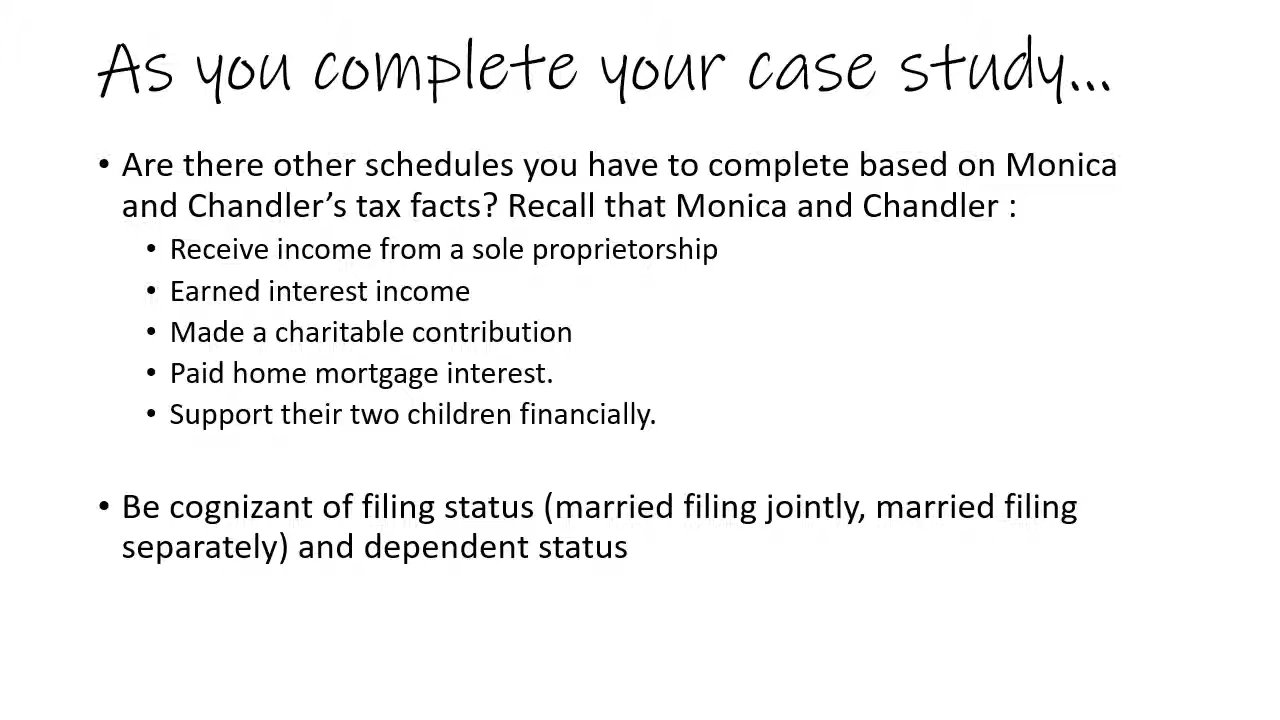 As you complete your case study...
• Are there other schedules you have to complete based on Monica
and Chandler’s tax facts? Recall that Monica and Chandler :
• Receive income from a sole proprietorship
• Earned interest income
• Made a charitable contribution
• Paid home mortgage interest.
• Support their two children financially.
• Be cognizant of filing status (married filing jointly, married filing
separately) and dependent status